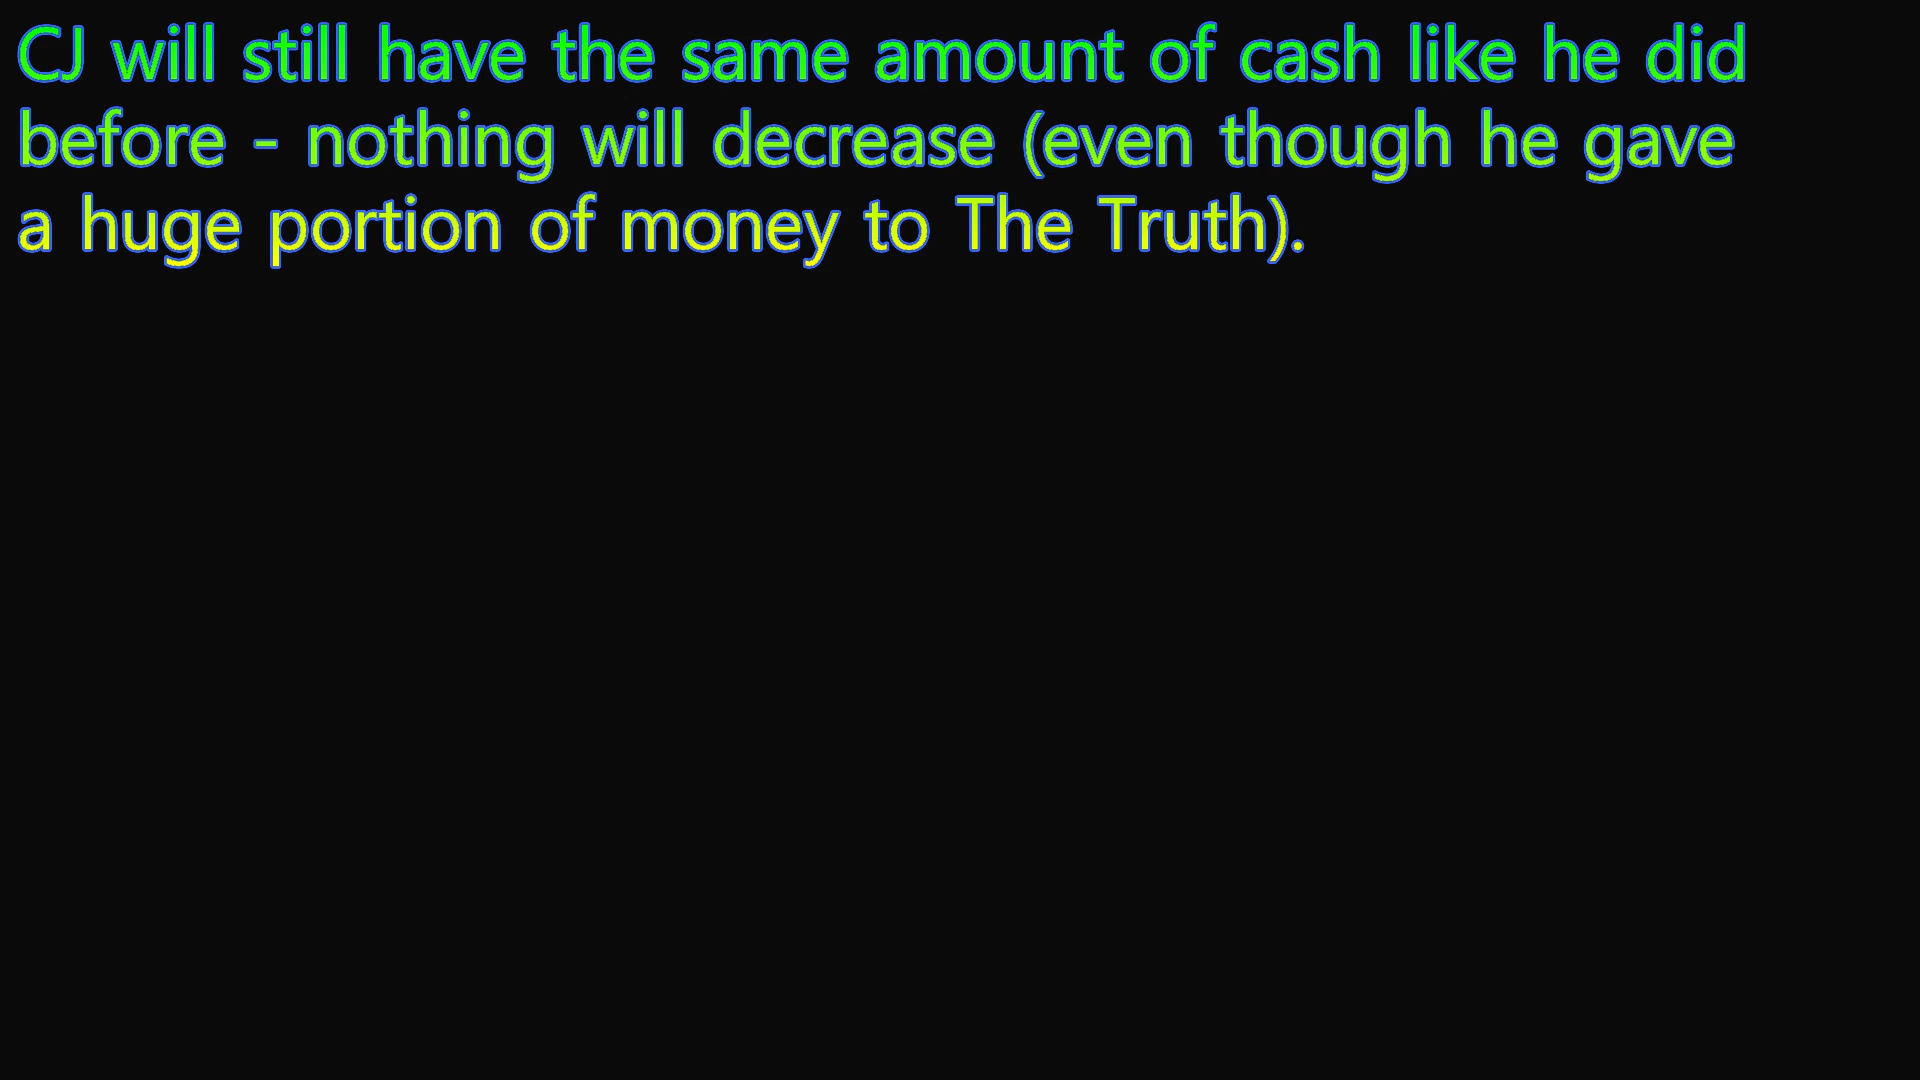 CJ will still have the same amount of cash like he did
before - nothing will decrease (even though he gave
a huge portion of money to The Truth).